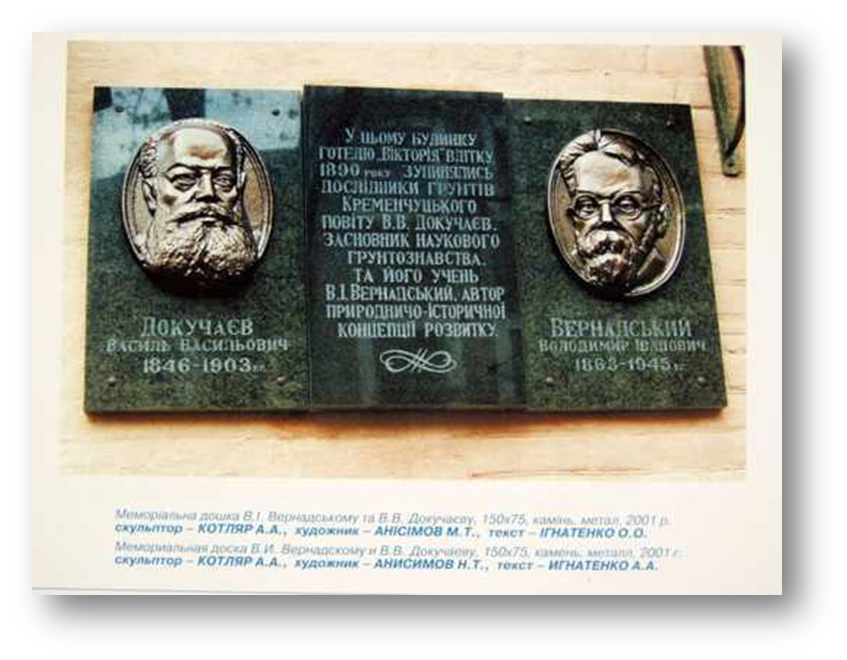 ДОКУЧАЄВ
ВАСИЛЬ ВАСИЛЬОВИЧ
1846-1903 р.р.
У ЦЬОМУ БУДИНКУ
ГОТЕЛЮ „ВІКТОРІЯ" ВЛІТКУ
1890 РОКУ ЗУПИНЯЛИСЬ
ДОСЛІДНИКИ ҐРУНТІВ
КРЕМЕНЧУЦЬКОГО
ПОВІТУ В.В. ДОКУЧАЄВ,
ЗАСНОВНИК НАУКОВОГО
ҐРУНТОЗНАВСТВА,
ТА ЙОГО УЧЕНЬ
В.І. ВЕРНАДСЬКИЙ, АВТОР
ПРИРОДНИЧО-ІСТОРИЧНОЇ
КОНЦЕПЦІЇ РОЗВИТКУ.
ВЕРНАДСЬКИЙ
ВОЛОДИМИР ІВАНОВИЧ
1863-1945 р.р.
Меморіальна дошка В.І. Вернадському та В.В. Докучаєву, 150х75, камінь, метал, 2001 р.
скульптор – КОТЛЯР А.А., художник – АНІСІМОВ М.Т., текст – ІГНАТЕНКО О.О.
Мемориальная доска В.И. Вернадскому и В.В. Докучаеву, 150х75, камень, металл, 2001 г.
скульптор – КОТЛЯР А.А., художник – АНИСИМОВ Н.Т., текст – ИГНАТЕНКО А.А.